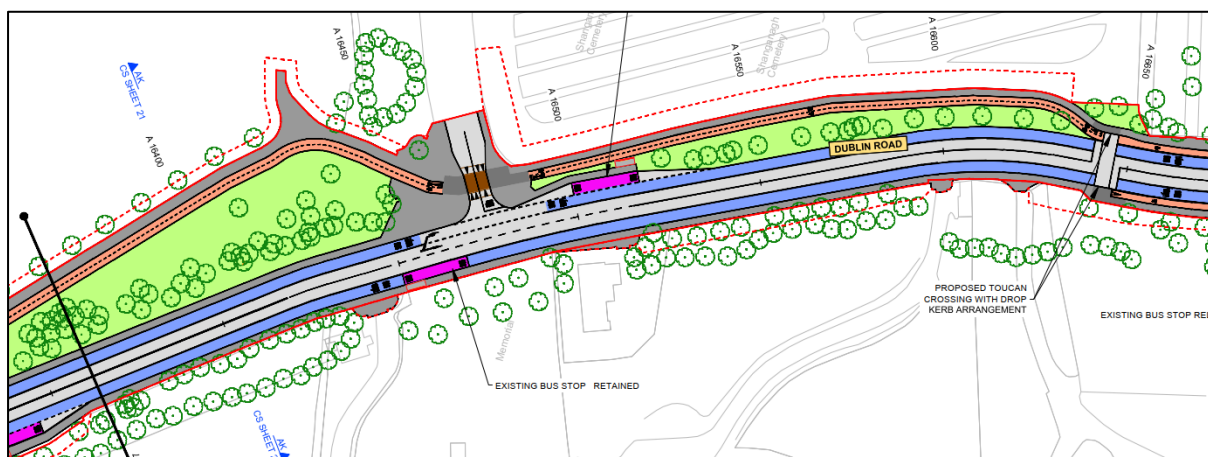 A 16400
AK
CS SHEET 21
A 16450
Shanganagh
Cemetery
A 16500
A 16550
Shanganagh
Cemetery
A 16600
A 16650
DUBLIN ROAD
PROPOSED TOUCAN
CROSSING WITH DROP
KERB ARRANGEMENT
EXISTING BUS STOP RE
Memorial
EXISTING BUS STOP RETAINED
AK
CS SHEET